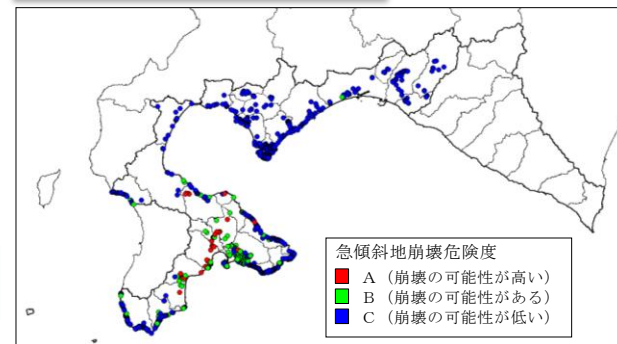 急傾斜地崩壊危険度
A（崩壊の可能性が高い）
B（崩壊の可能性がある）
C（崩壊の可能性が低い）